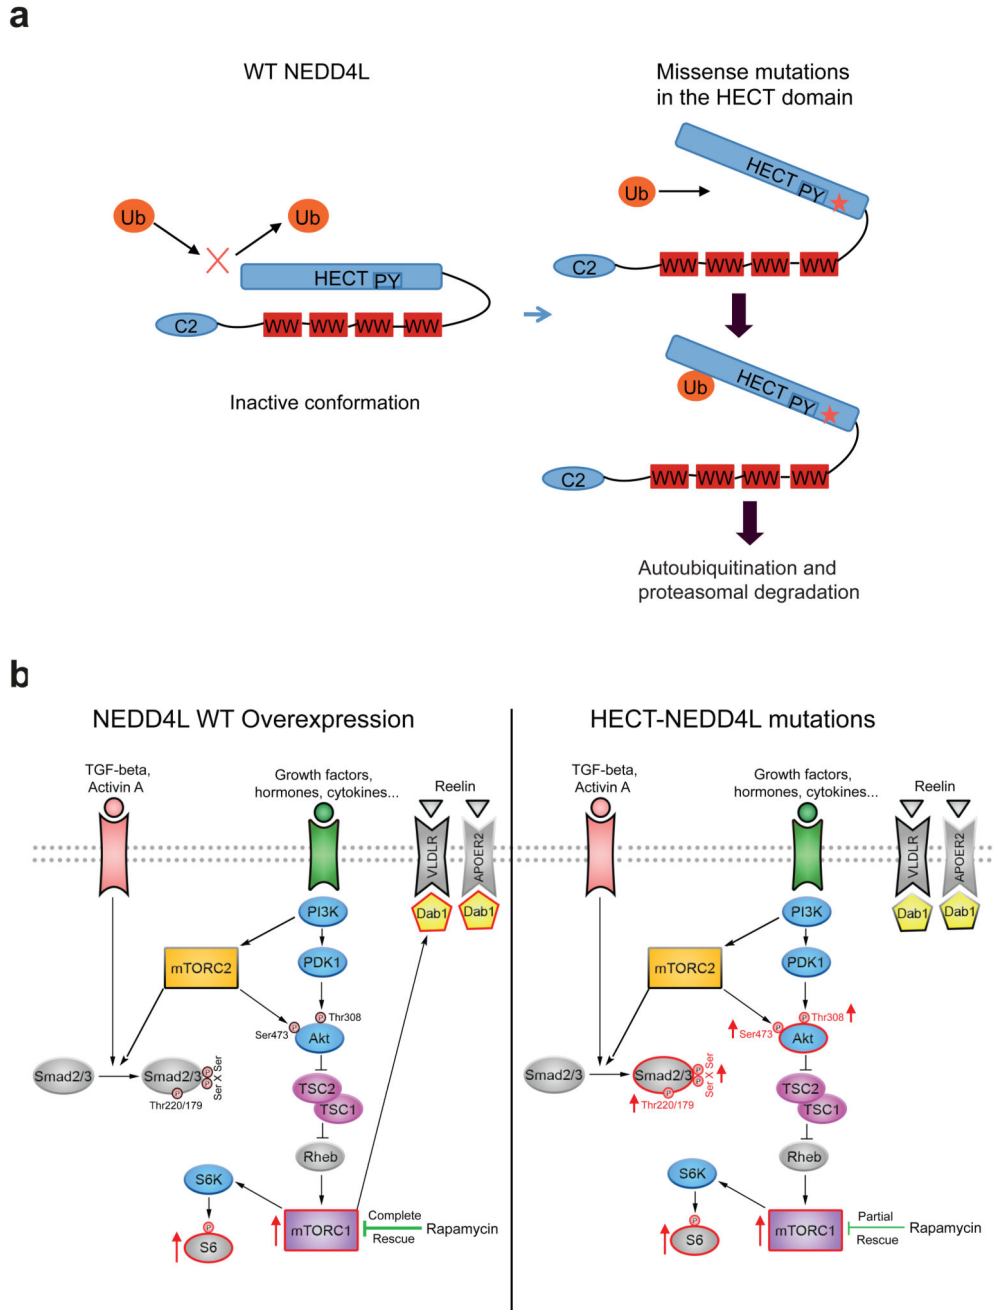 a
WT NEDD4L
Missense mutations
in the HECT domain
Ub
Ub
HECT PY
C2
WW
WW
WW
WW
Inactive conformation
Ub
HECT PY
C2
WW
WW
WW
WW
Ub
HECT PY
C2
WW
WW
WW
WW
Autoubiquitination and
proteasomal degradation
b
NEDD4L WT Overexpression
TGF-beta,
Activin A
Growth factors,
hormones, cytokines...
Reelin
VLDLR
APOER2
Dab1
Dab1
PI3K
mTORC2
PDK1
P
Thr308
P
Ser473
Akt
Smad2/3
Smad2/3
P
P
Ser X Ser
P
Thr220/179
TSC2
TSC1
Rheb
S6K
P
S6
mTORC1
Complete
Rescue
Rapamycin
HECT-NEDD4L mutations
TGF-beta,
Activin A
Growth factors,
hormones, cytokines...
Reelin
VLDLR
APOER2
Dab1
Dab1
PI3K
mTORC2
PDK1
P
Thr308
P
Ser473
Akt
Smad2/3
Smad2/3
P
P
Ser X Ser
P
Thr220/179
TSC2
TSC1
Rheb
S6K
P
S6
mTORC1
Partial
Rescue
Rapamycin